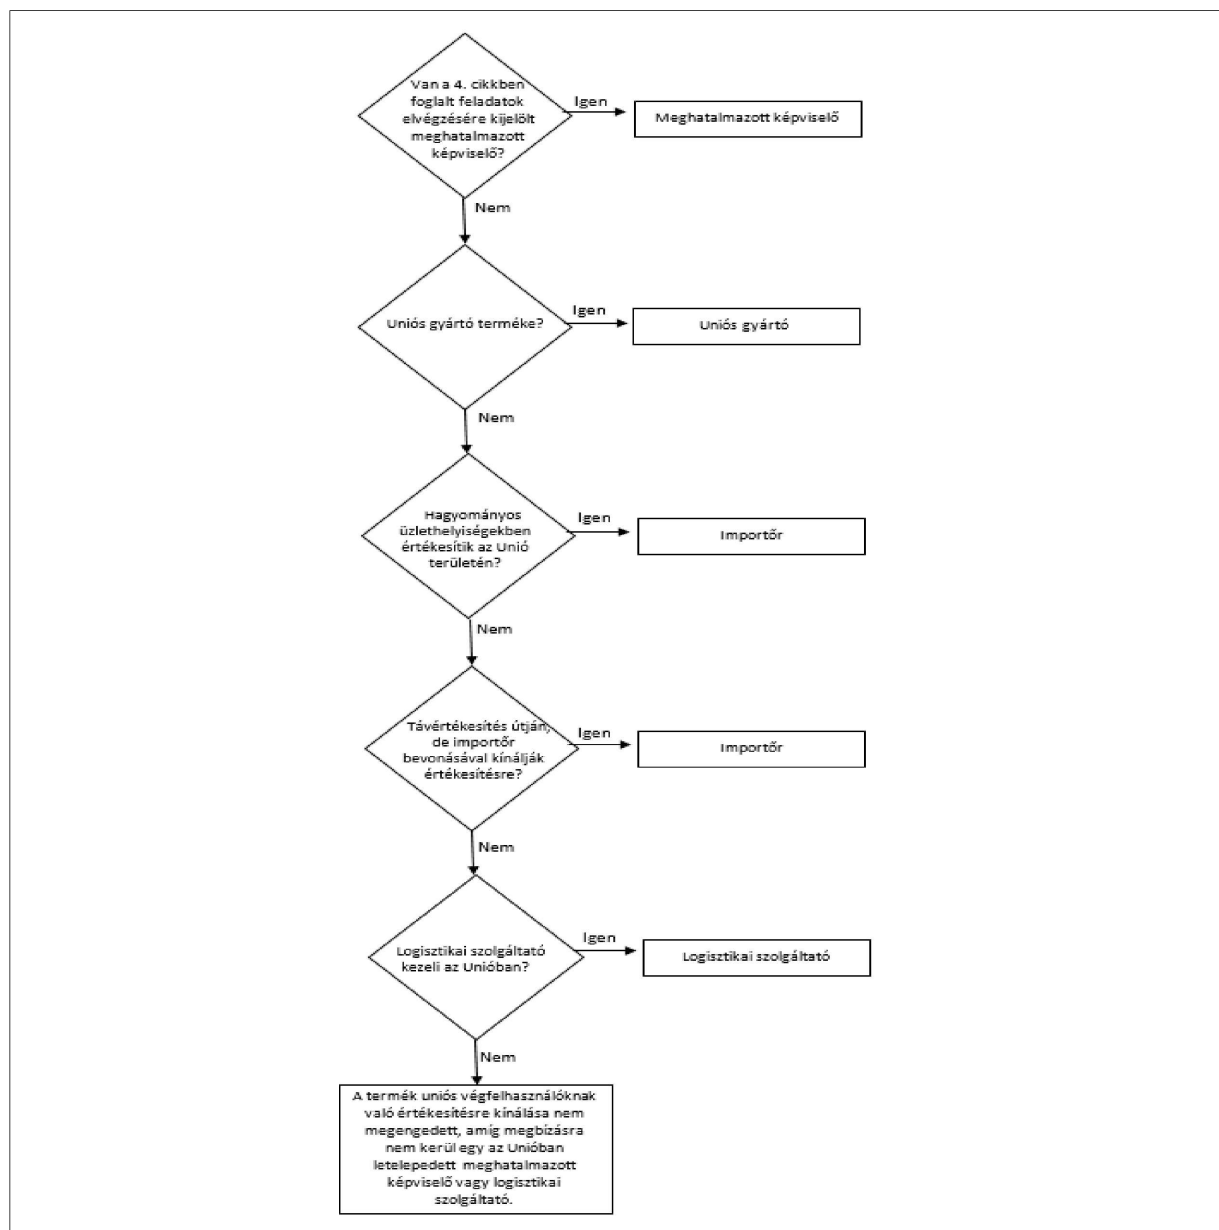 Van a 4. cikkben
foglalt feladatok
elvégzésére kijelölt
meghatalmazott
képviselő?
Igen
Meghatalmazott képviselő
Nem
Uniós gyártó terméke?
Igen
Uniós gyártó
Nem
Hagyományos
üzlethelyiségekben
értékesítik az Unió
területén?
Igen
Importőr
Nem
Távértékesítés útján,
de importőr
bevonásával kínálják
értékesítésre?
Igen
Importőr
Nem
Logisztikai szolgáltató
kezeli az Unióban?
Igen
Logisztikai szolgáltató
Nem
A termék uniós végfelhasználóknak
való értékesítésre kínálása nem
megengedett, amíg megbízásra
nem kerül egy az Unióban
letelepedett meghatalmazott
képviselő vagy logisztikai
szolgáltató.